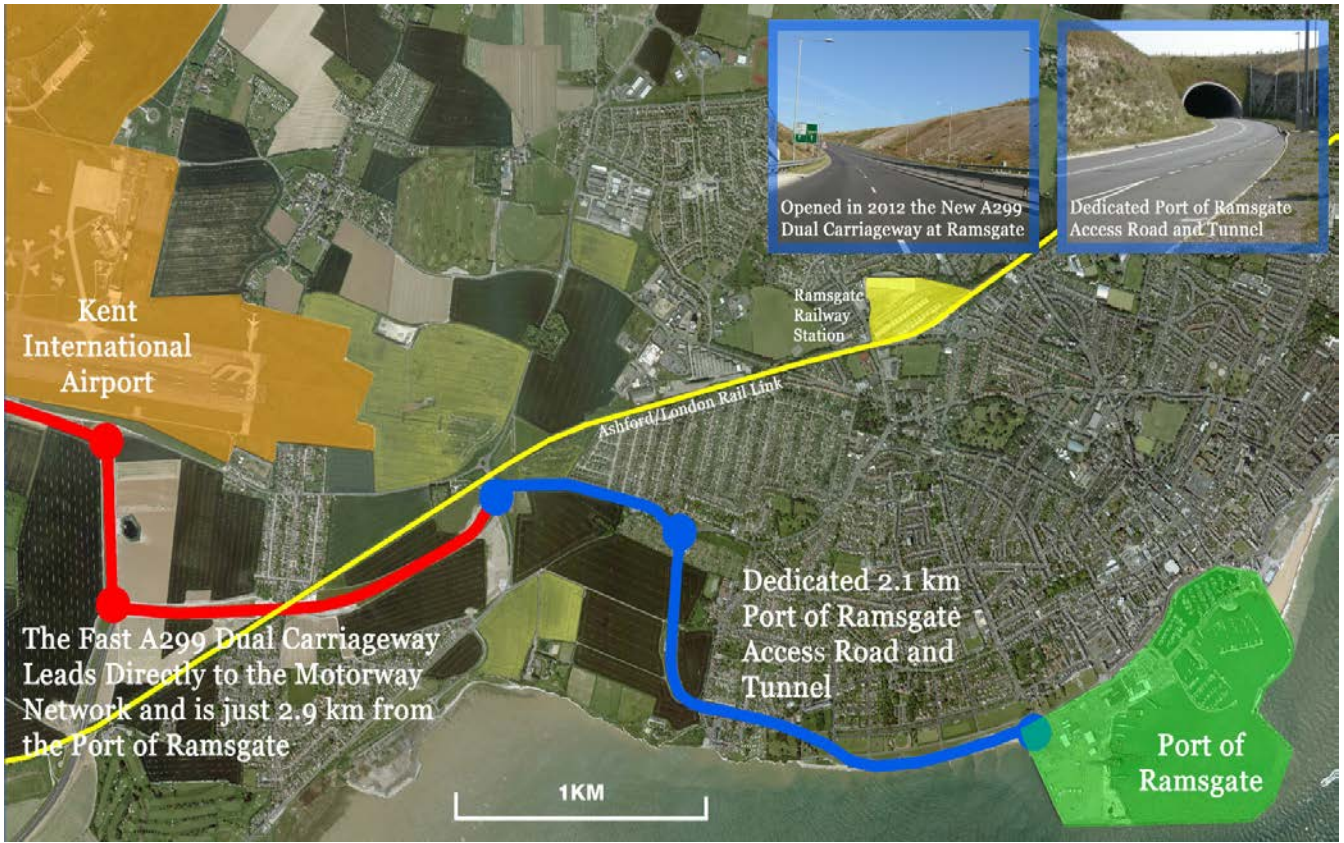 Opened in 2012 the New A299
Dual Carriageway at Ramsgate
Dedicated Port of Ramsgate
Access Road and Tunnel
Ramsgate
Railway
Station
Kent
International
Airport
Ashford/London Rail Link
Dedicated 2.1 km
Port of Ramsgate
Access Road and
Tunnel
The Fast A299 Dual Carriageway
Leads Directly to the Motorway
Network and is just 2.9 km from
the Port of Ramsgate
Port of
Ramsgate
1KM